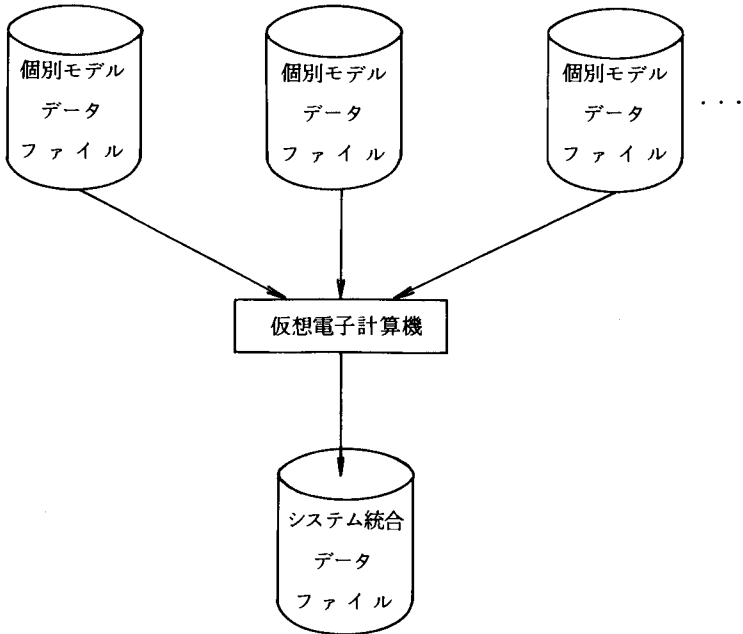 個別モデル
データ
ファイル
個別モデル
データ
ファイル
個別モデル
データ
ファイル
・・・
仮想電子計算機
システム統合
データ
ファイル